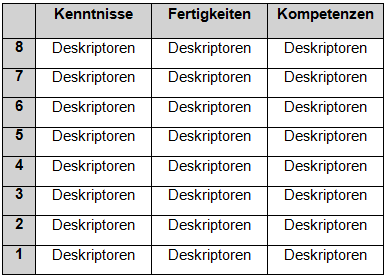 Kenntnisse Fertigkeiten Kompetenzen
8 Deskriptoren Deskriptoren Deskriptoren
7 Deskriptoren Deskriptoren Deskriptoren
6 Deskriptoren Deskriptoren Deskriptoren
5 Deskriptoren Deskriptoren Deskriptoren
4 Deskriptoren Deskriptoren Deskriptoren
3 Deskriptoren Deskriptoren Deskriptoren
2 Deskriptoren Deskriptoren Deskriptoren
1 Deskriptoren Deskriptoren Deskriptoren